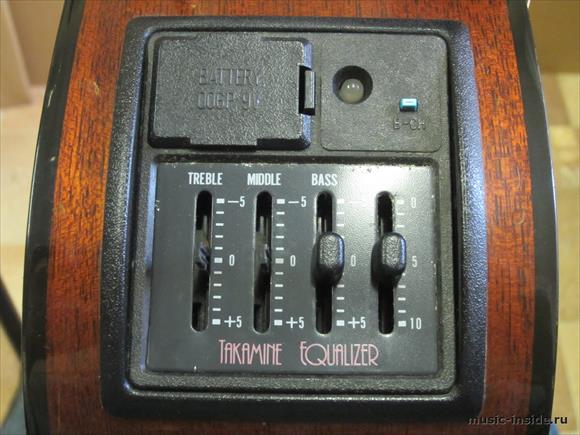 BATTERY
006P 9V
B-CH
TREBLE MIDDLE BASS
−5 −5 −5 0
0 0 0 5
+5 +5 +5 10
TAKAMINE EQUALIZER
music-inside.ru